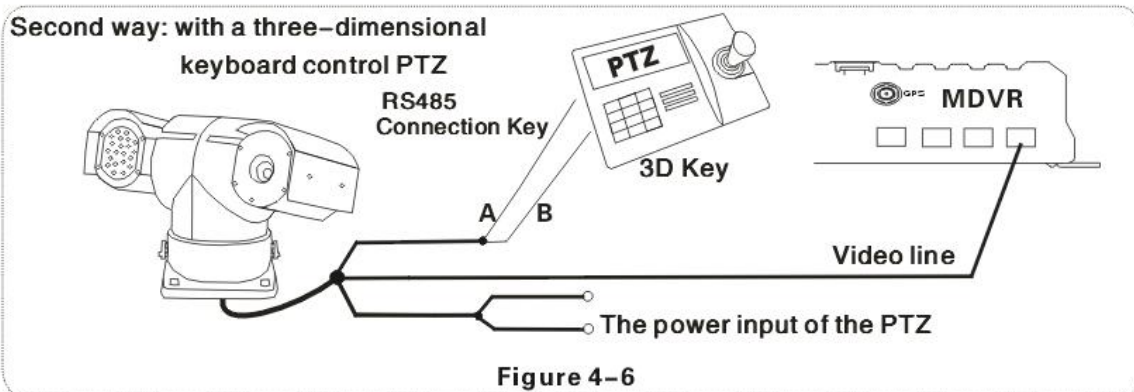 Second way: with a three-dimensional
keyboard control PTZ
RS485
Connection Key
PTZ
GPS
MDVR
3D Key
A
B
Video line
The power input of the PTZ
Figure 4-6